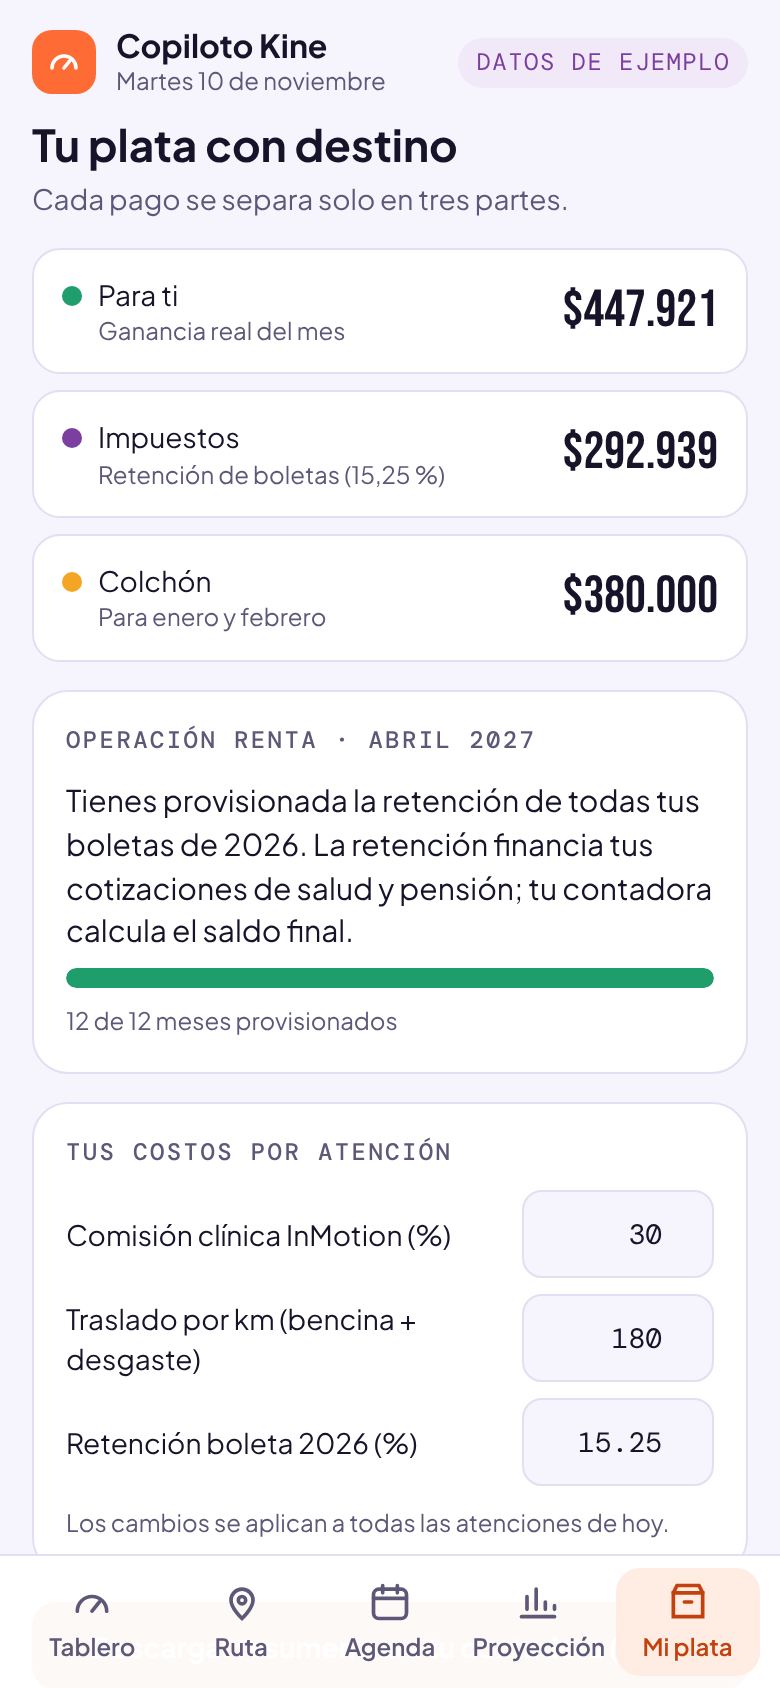 Copiloto Kine
Martes 10 de noviembre
DATOS DE EJEMPLO
Tu plata con destino
Cada pago se separa solo en tres partes.
Para ti
$447.921
Ganancia real del mes
Impuestos
$292.939
Retención de boletas (15,25 %)
Colchón
$380.000
Para enero y febrero
OPERACIÓN RENTA · ABRIL 2027
Tienes provisionada la retención de todas tus
boletas de 2026. La retención financia tus
cotizaciones de salud y pensión; tu contadora
calcula el saldo final.
12 de 12 meses provisionados
TUS COSTOS POR ATENCIÓN
Comisión clínica InMotion (%)
30
Traslado por km (bencina +
desgaste)
180
Retención boleta 2026 (%)
15.25
Los cambios se aplican a todas las atenciones de hoy.
Tablero
Ruta
Agenda
Proyección
Mi plata